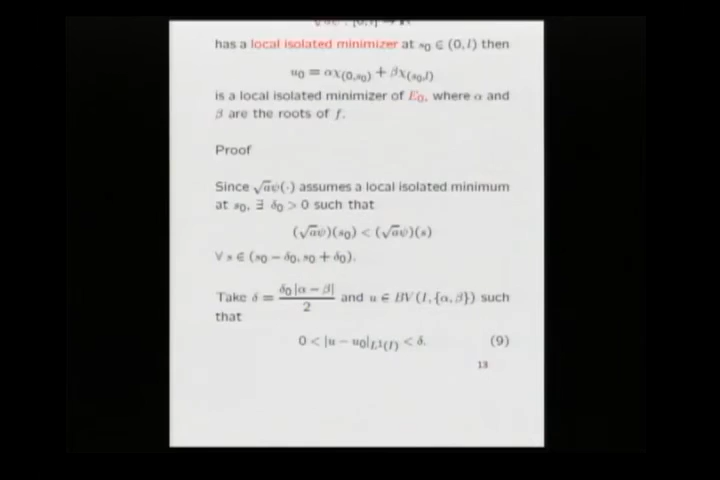 has a local isolated minimizer at s₀ ∈ (0, l) then
u₀ = αχ(0,s₀) + βχ(s₀,l)
is a local isolated minimizer of E₀, where α and
β are the roots of f.
Proof
Since √aψ(·) assumes a local isolated minimum
at s₀, ∃ δ₀ > 0 such that
(√aψ)(s₀) < (√aψ)(s)
∀ s ∈ (s₀ − δ₀, s₀ + δ₀).
Take δ = δ₀|α − β| / 2 and u ∈ BV(I, {α, β}) such
that
0 < |u − u₀|L¹(I) < δ. (9)
13